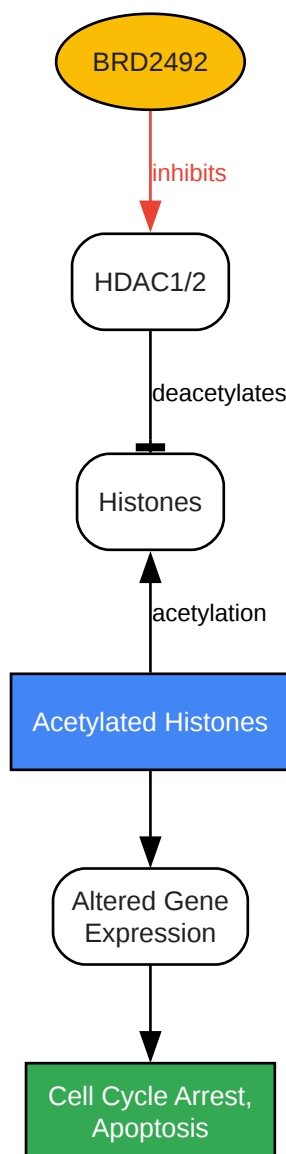 BRD2492
inhibits
HDAC1/2
deacetylates
Histones
acetylation
Acetylated Histones
Altered Gene
Expression
Cell Cycle Arrest,
Apoptosis